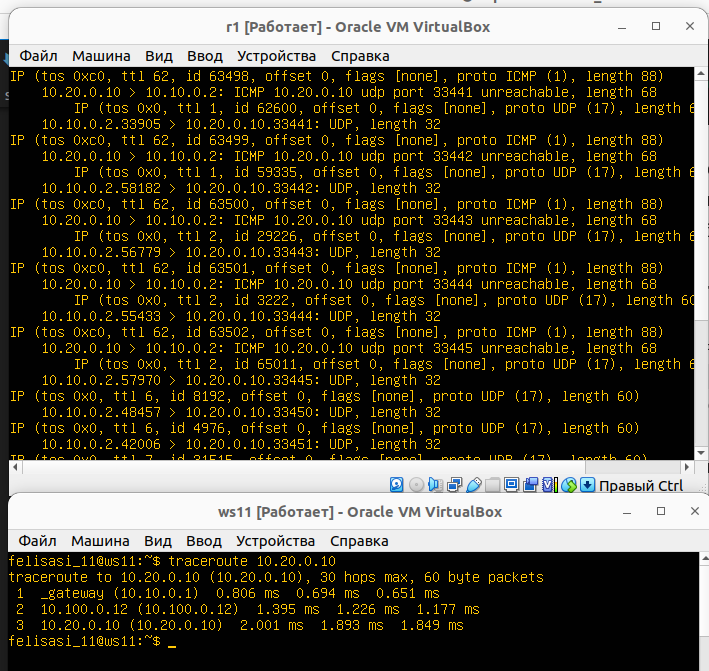 r1 [Работает] - Oracle VM VirtualBox
Файл Машина Вид Ввод Устройства Справка
IP (tos 0xc0, ttl 62, id 63498, offset 0, flags [none], proto ICMP (1), length 88)
10.20.0.10 > 10.10.0.2: ICMP 10.20.0.10 udp port 33441 unreachable, length 68
IP (tos 0x0, ttl 1, id 62600, offset 0, flags [none], proto UDP (17), length 6
10.10.0.2.33905 > 10.20.0.10.33441: UDP, length 32
IP (tos 0xc0, ttl 62, id 63499, offset 0, flags [none], proto ICMP (1), length 88)
10.20.0.10 > 10.10.0.2: ICMP 10.20.0.10 udp port 33442 unreachable, length 68
IP (tos 0x0, ttl 1, id 59335, offset 0, flags [none], proto UDP (17), length 6
10.10.0.2.58182 > 10.20.0.10.33442: UDP, length 32
IP (tos 0xc0, ttl 62, id 63500, offset 0, flags [none], proto ICMP (1), length 88)
10.20.0.10 > 10.10.0.2: ICMP 10.20.0.10 udp port 33443 unreachable, length 68
IP (tos 0x0, ttl 2, id 29226, offset 0, flags [none], proto UDP (17), length 6
10.10.0.2.56779 > 10.20.0.10.33443: UDP, length 32
IP (tos 0xc0, ttl 62, id 63501, offset 0, flags [none], proto ICMP (1), length 88)
10.20.0.10 > 10.10.0.2: ICMP 10.20.0.10 udp port 33444 unreachable, length 68
IP (tos 0x0, ttl 2, id 3222, offset 0, flags [none], proto UDP (17), length 60
10.10.0.2.55433 > 10.20.0.10.33444: UDP, length 32
IP (tos 0xc0, ttl 62, id 63502, offset 0, flags [none], proto ICMP (1), length 88)
10.20.0.10 > 10.10.0.2: ICMP 10.20.0.10 udp port 33445 unreachable, length 68
IP (tos 0x0, ttl 2, id 65011, offset 0, flags [none], proto UDP (17), length 6
10.10.0.2.57970 > 10.20.0.10.33445: UDP, length 32
IP (tos 0x0, ttl 6, id 8192, offset 0, flags [none], proto UDP (17), length 60)
10.10.0.2.48457 > 10.20.0.10.33450: UDP, length 32
IP (tos 0x0, ttl 6, id 4976, offset 0, flags [none], proto UDP (17), length 60)
10.10.0.2.42006 > 10.20.0.10.33451: UDP, length 32
IP (tos 0x0, ttl 7, id 31515, offset 0, flags [none], proto UDP (17), length 60)
Правый Ctrl
ws11 [Работает] - Oracle VM VirtualBox
Файл Машина Вид Ввод Устройства Справка
felisasi_11@ws11:~$ traceroute 10.20.0.10
traceroute to 10.20.0.10 (10.20.0.10), 30 hops max, 60 byte packets
1 _gateway (10.10.0.1) 0.806 ms 0.694 ms 0.651 ms
2 10.100.0.12 (10.100.0.12) 1.395 ms 1.226 ms 1.177 ms
3 10.20.0.10 (10.20.0.10) 2.001 ms 1.893 ms 1.849 ms
felisasi_11@ws11:~$ _